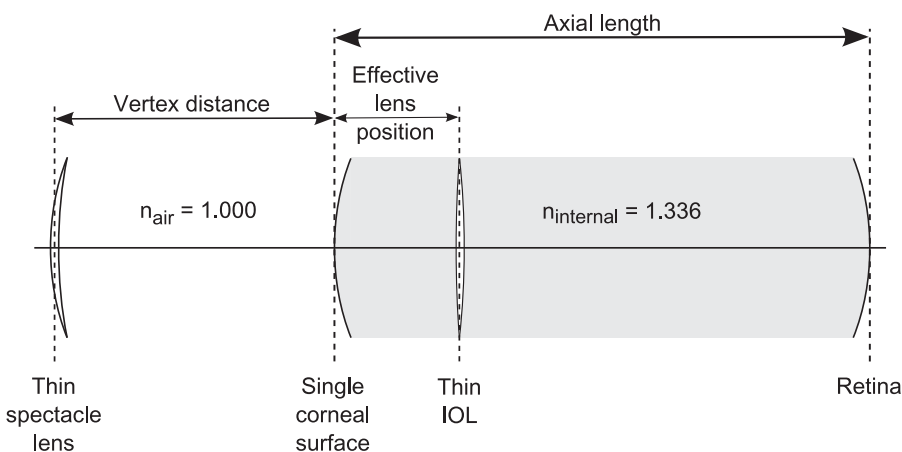 Axial length
Effective
lens
position
Vertex distance
n_air = 1.000
n_internal = 1.336
Thin
spectacle
lens
Single
corneal
surface
Thin
IOL
Retina